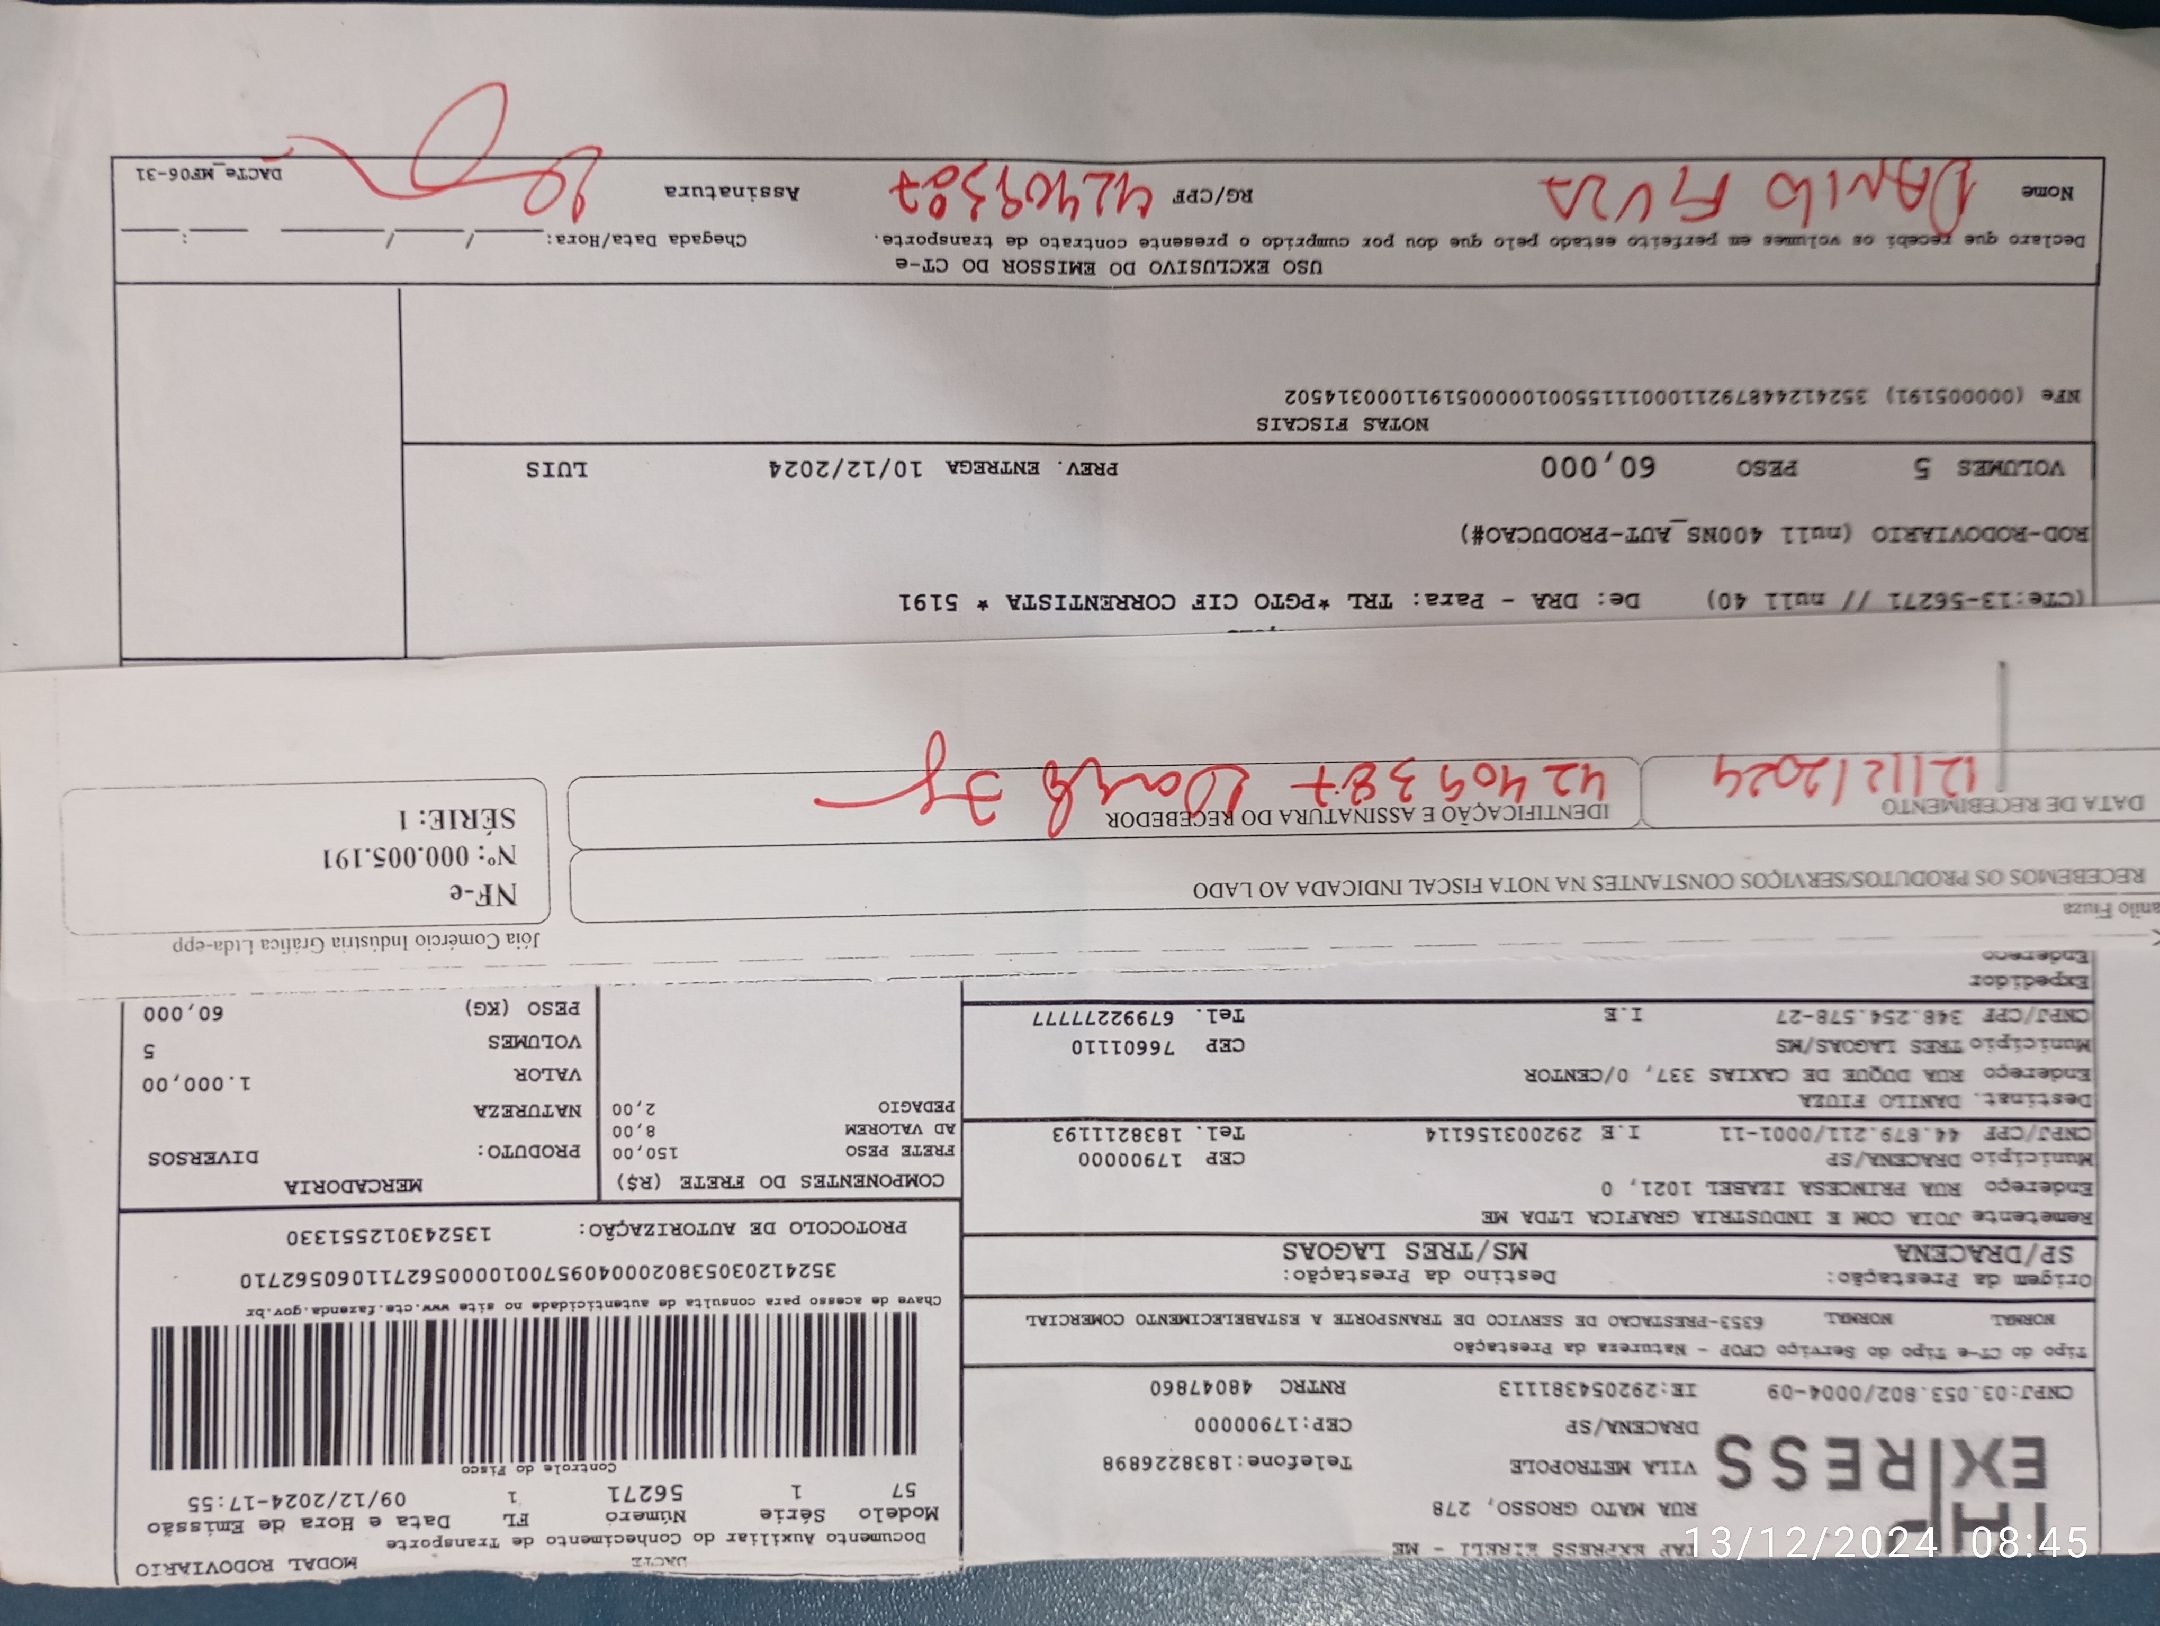 DACTE
MODAL RODOVIARIO
TAP EXPRESS EIRELI - ME
Documento Auxiliar do Conhecimento de Transporte
EXPRESS
RUA MATO GROSSO, 278
VILA METROPOLE
Telefone:1838226898
DRACENA/SP
CEP:17900000
CNPJ:03.053.802/0004-09 IE:292054381113 RNTRC 48047860
Modelo Série Número FL Data e Hora de Emissão
57 1 56271 1 09/12/2024-17:55
Controle do Fisco
Tipo do CT-e Tipo do Serviço CFOP - Natureza da Prestação
NORMAL NORMAL 6353-PRESTACAO DE SERVICO DE TRANSPORTE A ESTABELECIMENTO COMERCIAL
Chave de acesso para consulta de autenticidade no site www.cte.fazenda.gov.br
35241203053802000409570010000562711060562710
Origem da Prestação: Destino da Prestação:
SP/DRACENA MS/TRES LAGOAS
PROTOCOLO DE AUTORIZAÇÃO: 135243012551330
Remetente JOIA COM E INDUSTRIA GRAFICA LTDA ME
Endereço RUA PRINCESA IZABEL 1021, 0
Município DRACENA/SP CEP 17900000
CNPJ/CPF 44.879.211/0001-11 I.E 292003156114 Tel. 1838211193
Destinat. DANILO FIUZA
Endereço RUA DUQUE DE CAXIAS 337, 0/CENTOR
Município TRES LAGOAS/MS CEP 76601110
CNPJ/CPF 348.254.578-27 I.E Tel. 67992277777
Expedidor
Endereço
COMPONENTES DO FRETE (R$)
FRETE PESO 150,00
AD VALOREM 8,00
PEDAGIO 2,00
MERCADORIA
PRODUTO: DIVERSOS
NATUREZA
VALOR 1.000,00
VOLUMES 5
PESO (KG) 60,000
Jóia Comércio Indústria Gráfica Ltda-epp
anilo Fiuza
RECEBEMOS OS PRODUTOS/SERVIÇOS CONSTANTES NA NOTA FISCAL INDICADA AO LADO
NF-e
Nº: 000.005.191
SÉRIE: 1
DATA DE RECEBIMENTO
12/12/2024
IDENTIFICAÇÃO E ASSINATURA DO RECEBEDOR
42 409 387
(CTe:13-56271 // null 40) De: DRA - Para: TRL *PGTO CIF CORRENTISTA * 5191
ROD-RODOVIARIO (null 400NS_AUT-PRODUCAO#)
VOLUMES 5 PESO 60,000 PREV. ENTREGA 10/12/2024 LUIS
NOTAS FISCAIS
NFe (000005191) 35241244879211000111550010000051911000314502
USO EXCLUSIVO DO EMISSOR DO CT-e
Declaro que recebi os volumes em perfeito estado pelo que dou por cumprido o presente contrato de transporte. Chegada Data/Hora: ____/____/____ ____:____
Nome DANILO FIUZA RG/CPF 42409387 Assinatura
DACTe_MF06-31
13/12/2024 08:45